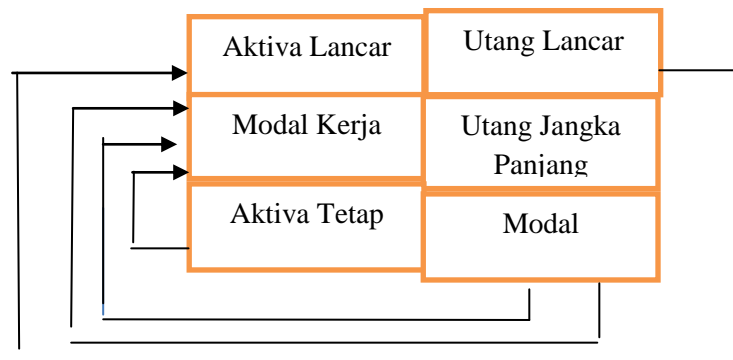 Aktiva Lancar
Utang Lancar
Modal Kerja
Utang Jangka
Panjang
Aktiva Tetap
Modal